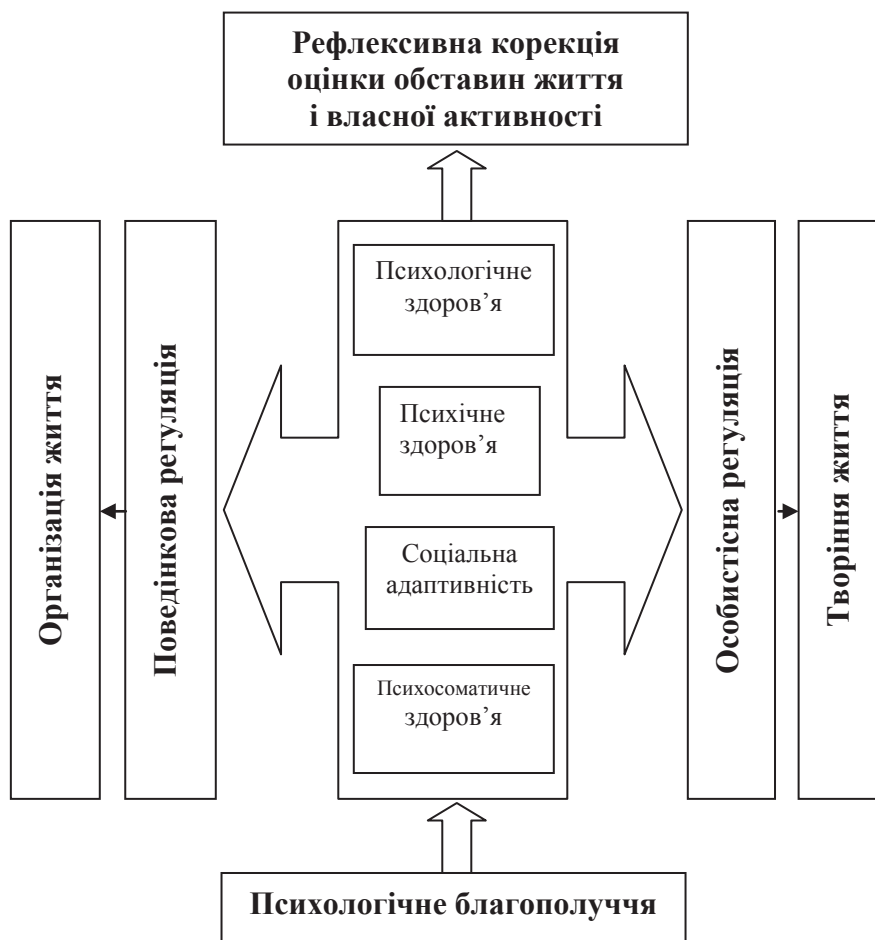 Рефлексивна корекція
оцінки обставин життя
і власної активності
Організація життя
Поведінкова регуляція
Психологічне
здоров’я
Психічне
здоров’я
Соціальна
адаптивність
Психосоматичне
здоров’я
Особистісна регуляція
Творіння життя
Психологічне благополуччя